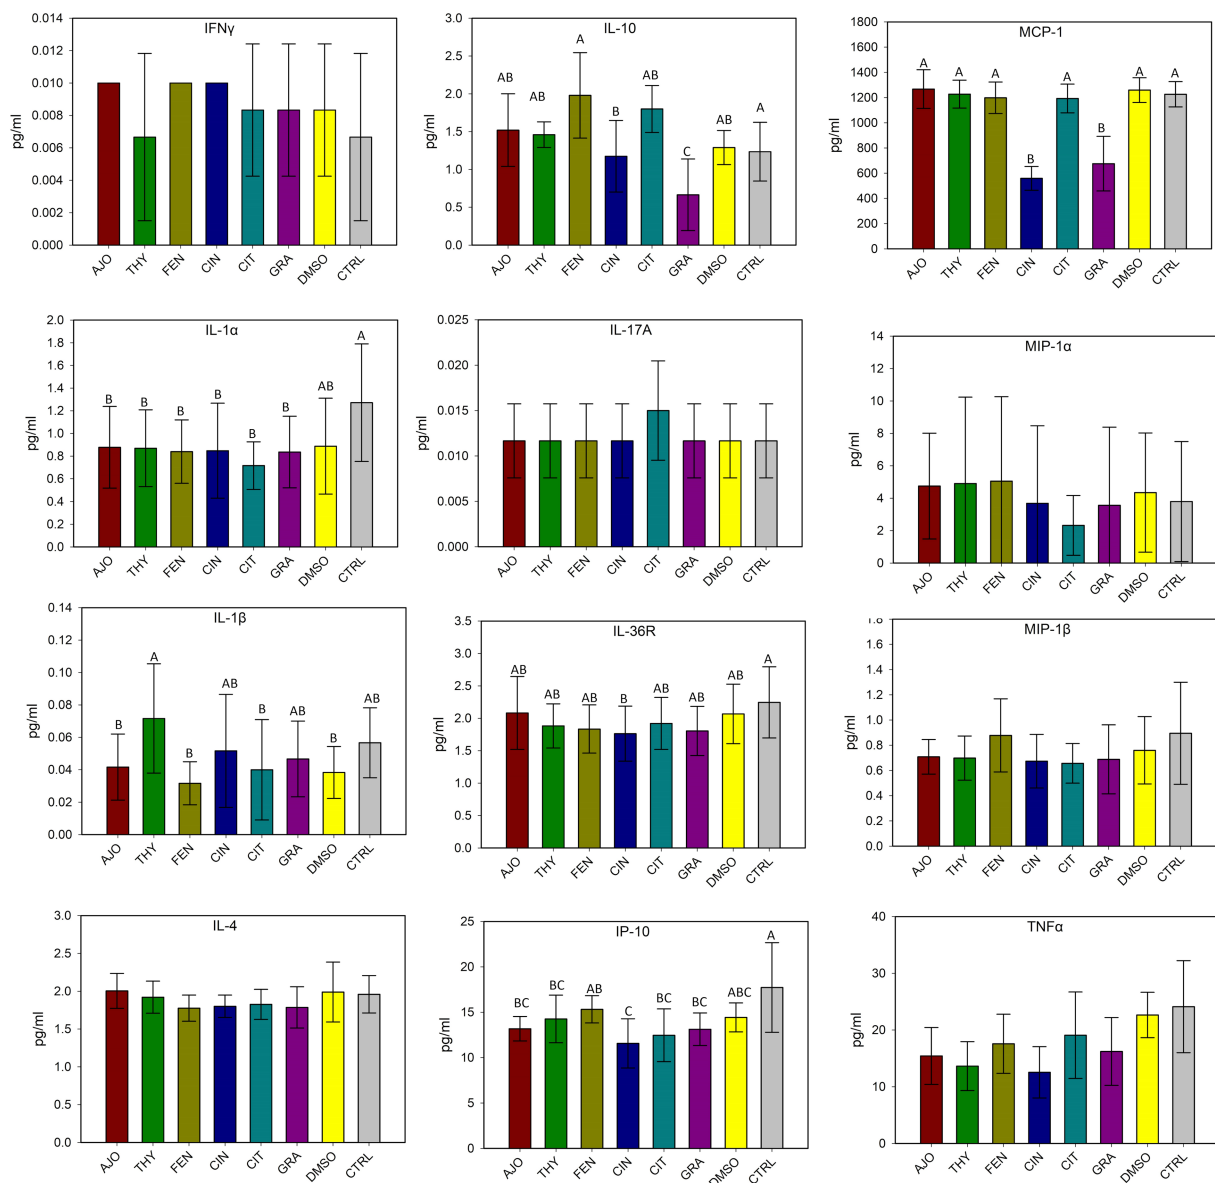 IFNγ
pg/ml
0.014
0.012
0.010
0.008
0.006
0.004
0.002
0.000
AJO THY FEN CIN CIT GRA DMSO CTRL
IL-10
pg/ml
3.0
2.5
2.0
1.5
1.0
0.5
0.0
AB AB A B AB C AB A
AJO THY FEN CIN CIT GRA DMSO CTRL
MCP-1
pg/ml
1800
1600
1400
1200
1000
800
600
400
200
0
A A A B A B A A
AJO THY FEN CIN CIT GRA DMSO CTRL
IL-1α
pg/ml
2.0
1.8
1.6
1.4
1.2
1.0
0.8
0.6
0.4
0.2
0.0
B B B B B B AB A
AJO THY FEN CIN CIT GRA DMSO CTRL
IL-17A
pg/ml
0.025
0.020
0.015
0.010
0.005
0.000
AJO THY FEN CIN CIT GRA DMSO CTRL
MIP-1α
pg/ml
14
12
10
8
6
4
2
0
AJO THY FEN CIN CIT GRA DMSO CTRL
IL-1β
pg/ml
0.14
0.12
0.10
0.08
0.06
0.04
0.02
0.00
B A B AB B AB B AB
AJO THY FEN CIN CIT GRA DMSO CTRL
IL-36R
pg/ml
3.5
3.0
2.5
2.0
1.5
1.0
0.5
0.0
AB AB AB B AB AB AB A
AJO THY FEN CIN CIT GRA DMSO CTRL
MIP-1β
pg/ml
1.8
1.6
1.4
1.2
1.0
0.8
0.6
0.4
0.2
0.0
AJO THY FEN CIN CIT GRA DMSO CTRL
IL-4
pg/ml
3.0
2.5
2.0
1.5
1.0
0.5
0.0
AJO THY FEN CIN CIT GRA DMSO CTRL
IP-10
pg/ml
25
20
15
10
5
0
BC BC AB C BC BC ABC A
AJO THY FEN CIN CIT GRA DMSO CTRL
TNFα
pg/ml
40
30
20
10
0
AJO THY FEN CIN CIT GRA DMSO CTRL